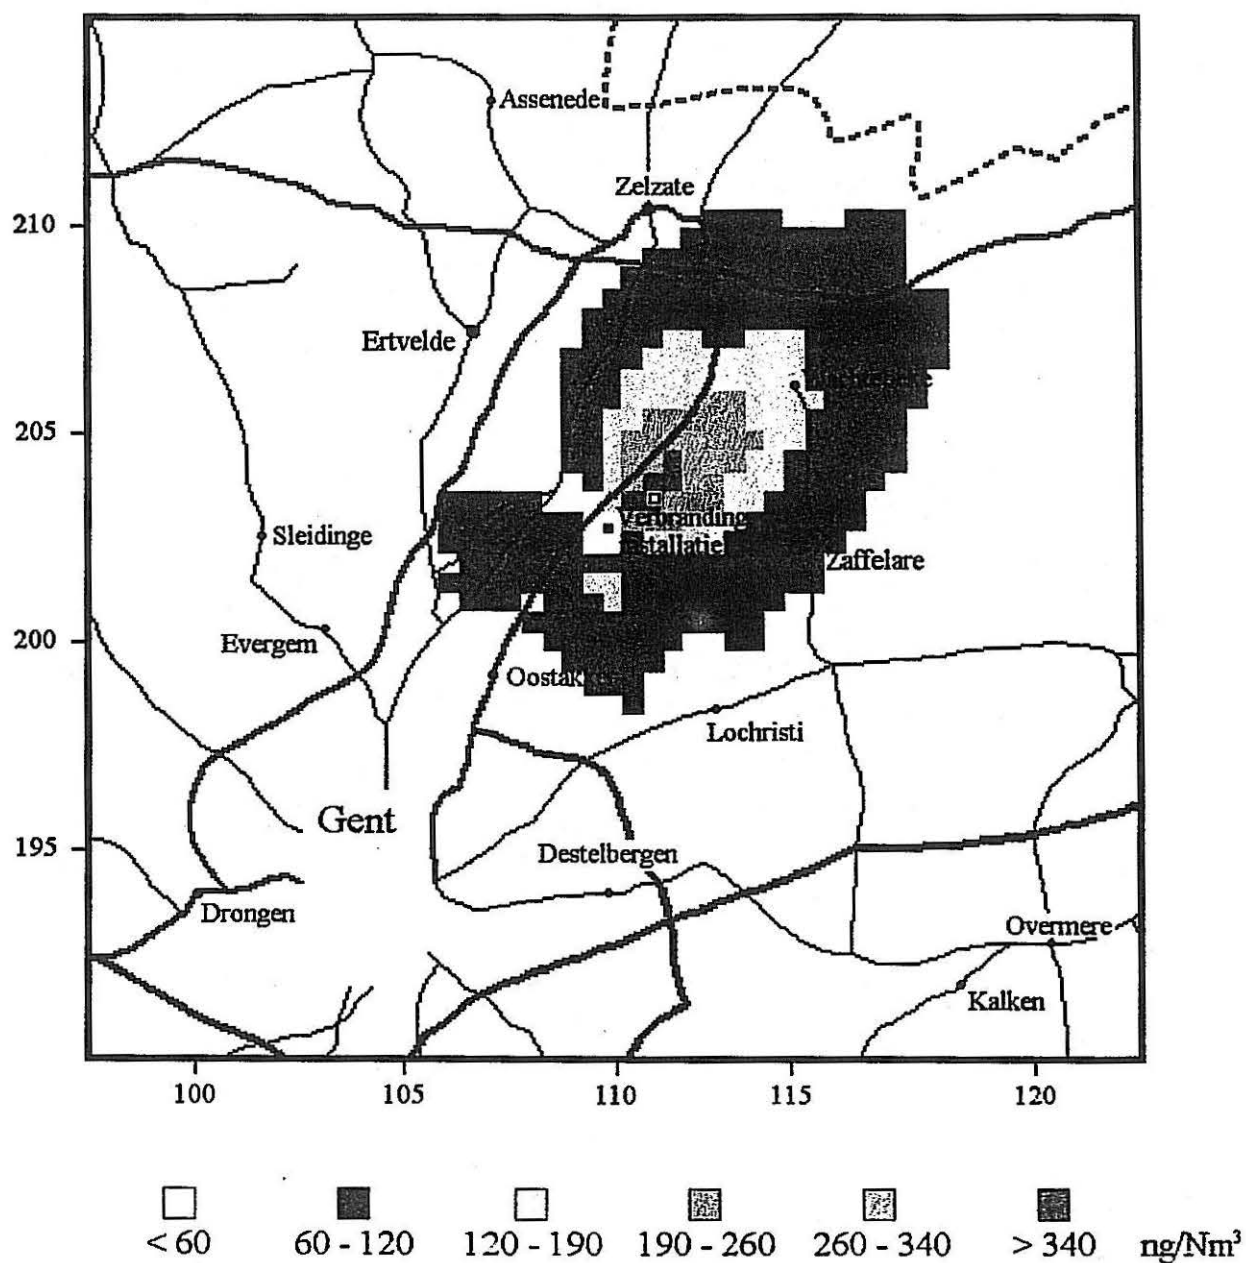 Assenede
Zelzate
210
Ertvelde
205
Verbranding
Sleidinge
installatie
Zaffelare
200
Evergem
Oostakker
Lochristi
Gent
195
Destelbergen
Drongen
Overmere
Kalken
100 105 110 115 120
< 60 60 - 120 120 - 190 190 - 260 260 - 340 > 340 ng/Nm³